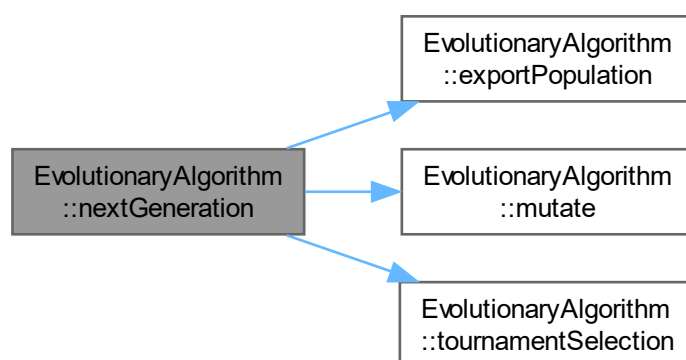 EvolutionaryAlgorithm
::exportPopulation
EvolutionaryAlgorithm
::nextGeneration
EvolutionaryAlgorithm
::mutate
EvolutionaryAlgorithm
::tournamentSelection